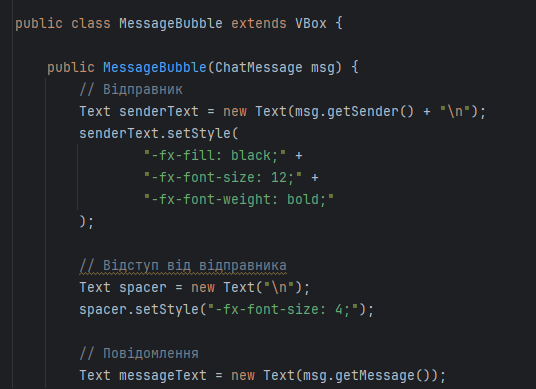 public class MessageBubble extends VBox {
public MessageBubble(ChatMessage msg) {
// Відправник
Text senderText = new Text(msg.getSender() + "\n");
senderText.setStyle(
"-fx-fill: black;" +
"-fx-font-size: 12;" +
"-fx-font-weight: bold;"
);
// Відступ від відправника
Text spacer = new Text("\n");
spacer.setStyle("-fx-font-size: 4;");
// Повідомлення
Text messageText = new Text(msg.getMessage());